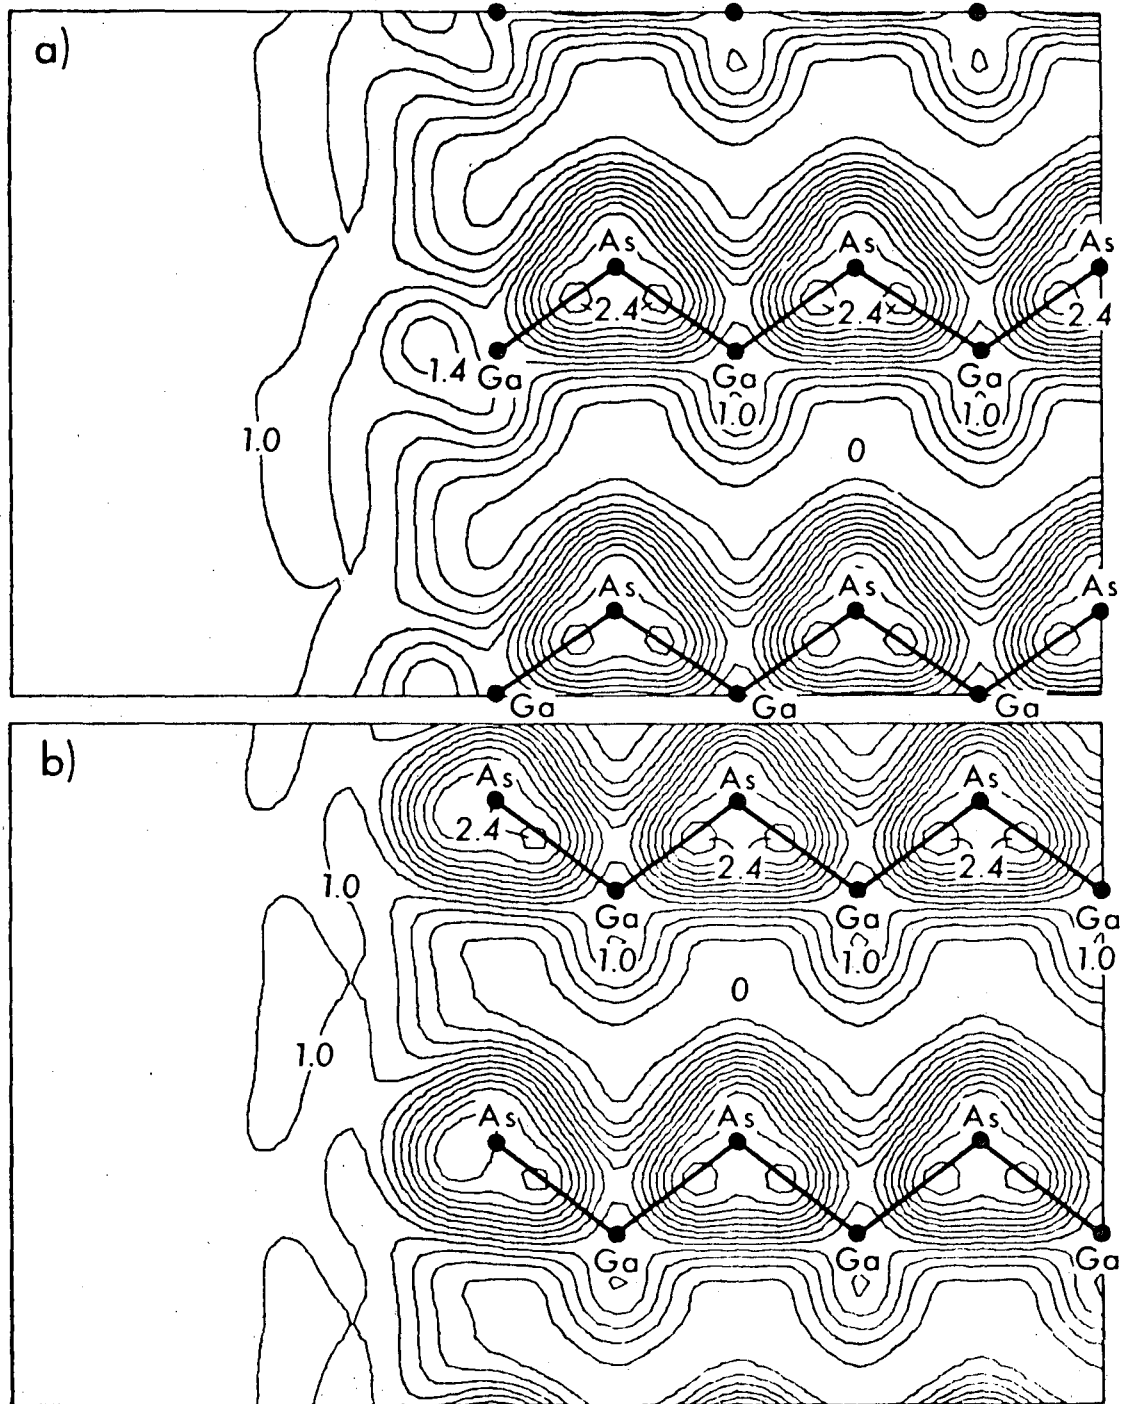 a)
As As As
2.4 2.4 2.4
1.4 Ga Ga Ga
1.0 1.0
1.0 0
As As As
Ga Ga Ga
b)
As As As
2.4 2.4 2.4
1.0 Ga Ga Ga
1.0 1.0 1.0
0
1.0
As As As
Ga Ga Ga